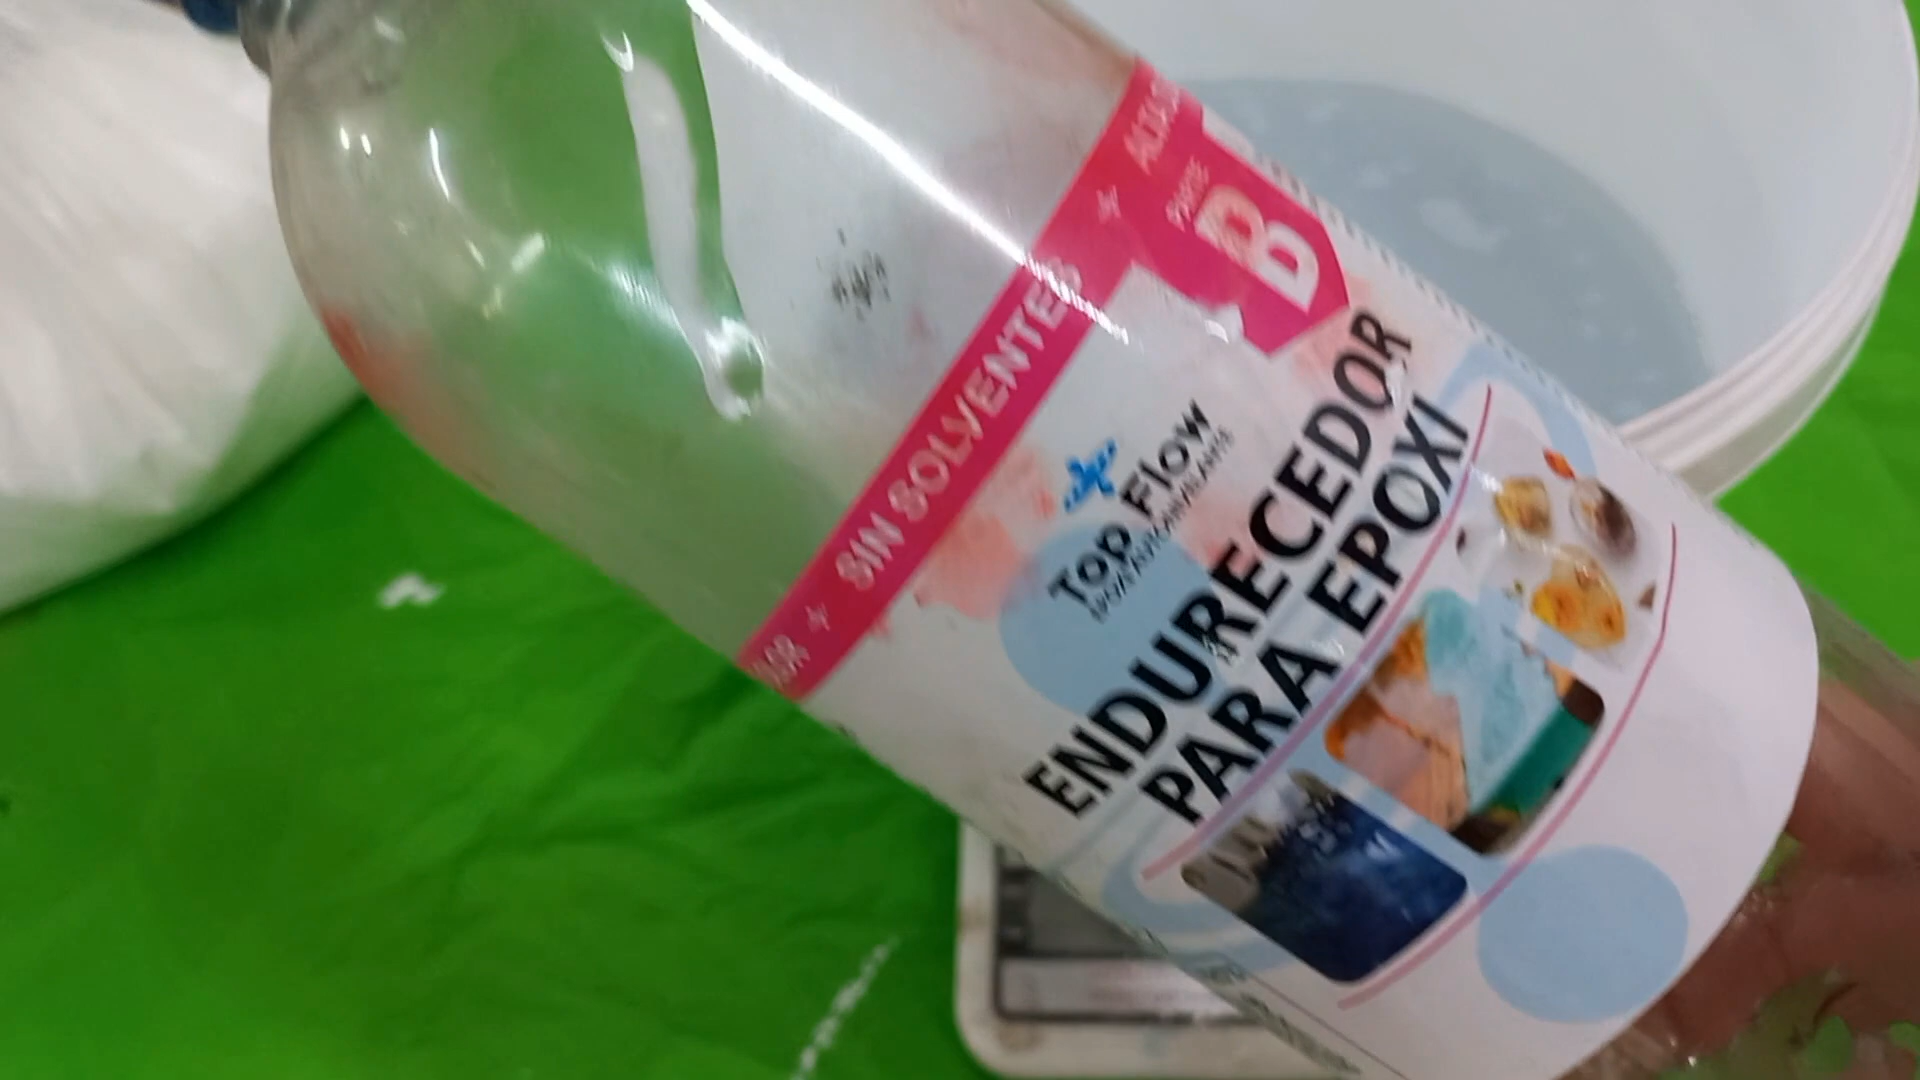 SIN SOLVENTES
PARTE
B
Top Flow
ENDURECEDOR
PARA EPOXI